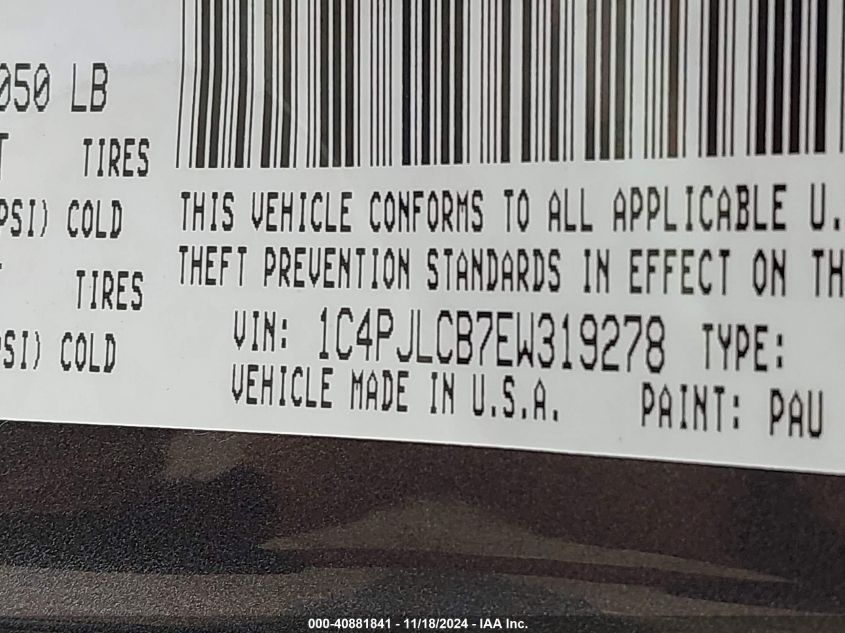 050 LB
TIRES
PSI) COLD
TIRES
PSI) COLD
THIS VEHICLE CONFORMS TO ALL APPLICABLE U.
THEFT PREVENTION STANDARDS IN EFFECT ON TH
VIN: 1C4PJLCB7EW319278 TYPE:
VEHICLE MADE IN U.S.A. PAINT: PAU
000-40881841 - 11/18/2024 - IAA Inc.